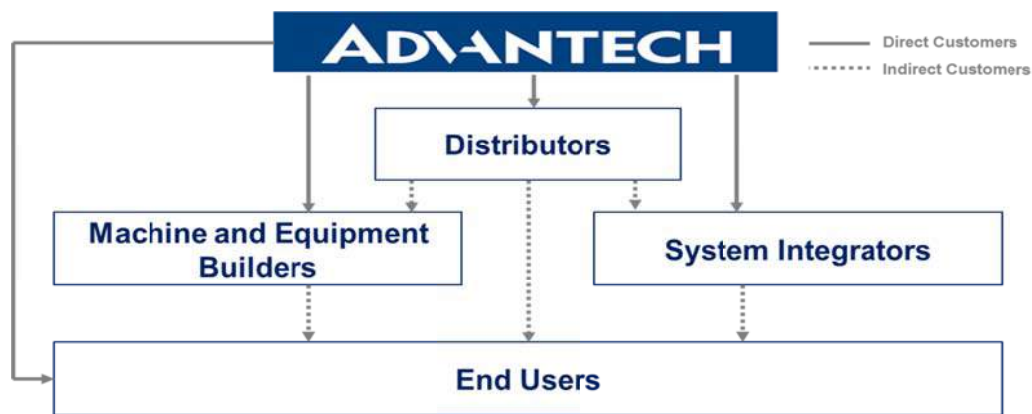 ADVANTECH
Direct Customers
Indirect Customers
Distributors
Machine and Equipment
Builders
System Integrators
End Users